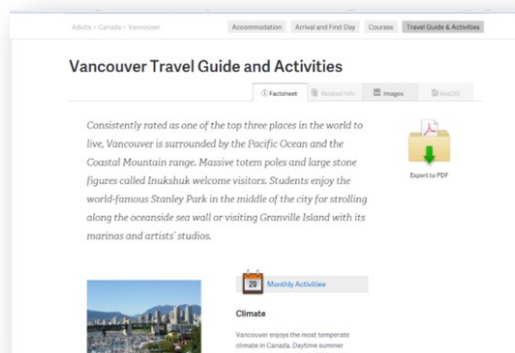 Adults > Canada > Vancouver
Accommodation Arrival and First Day Courses Travel Guide & Activities
Vancouver Travel Guide and Activities
Factsheet Related Info Images
Consistently rated as one of the top three places in the world to
live, Vancouver is surrounded by the Pacific Ocean and the
Coastal Mountain range. Massive totem poles and large stone
figures called Inukshuk welcome visitors. Students enjoy the
world-famous Stanley Park in the middle of the city for strolling
along the oceanside sea wall or visiting Granville Island with its
marinas and artists' studios.
Export to PDF
20 Monthly Activities
Climate
Vancouver enjoys the most temperate
climate in Canada. Daytime summer